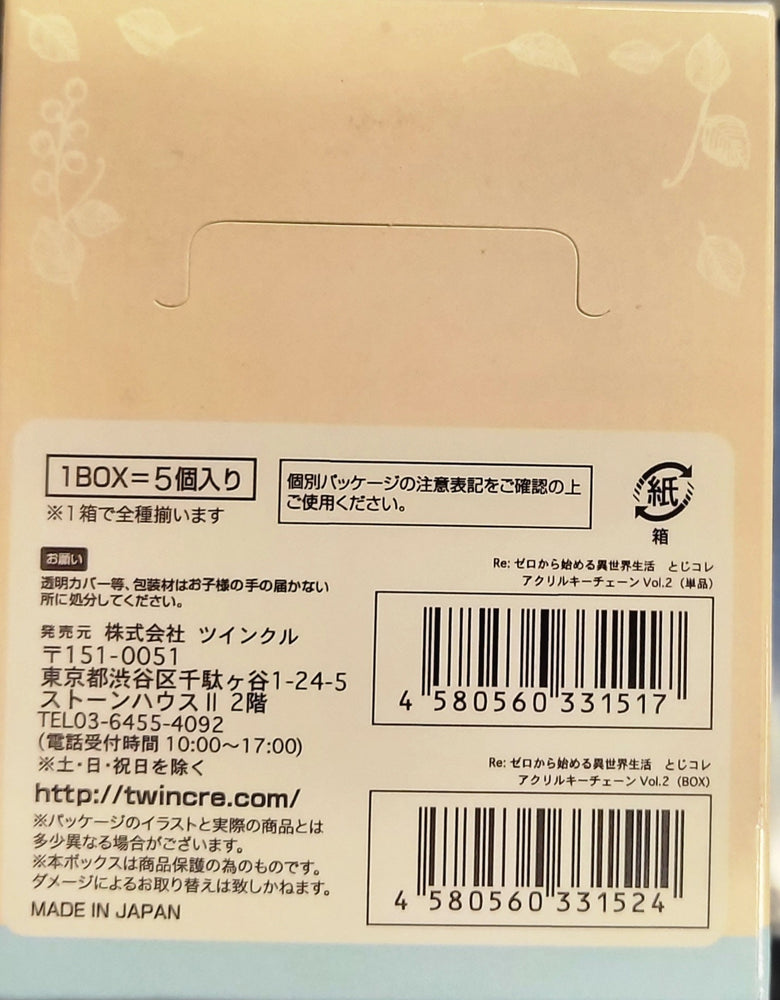 1BOX=5個入り
※1箱で全種揃います
個別パッケージの注意表記をご確認の上
ご使用ください。
紙
箱
お願い
透明カバー等、包装材はお子様の手の届かない
所に処分してください。
発売元 株式会社 ツインクル
〒151-0051
東京都渋谷区千駄ヶ谷1-24-5
ストーンハウスⅡ 2階
TEL03-6455-4092
(電話受付時間 10:00～17:00)
※土・日・祝日を除く
http://twincre.com/
※パッケージのイラストと実際の商品とは
多少異なる場合がございます。
※本ボックスは商品保護の為のものです。
ダメージによるお取り替えは致しかねます。
MADE IN JAPAN
Re: ゼロから始める異世界生活 とじコレ
アクリルキーチェーン Vol.2 (単品)
4 580560 331517
Re: ゼロから始める異世界生活 とじコレ
アクリルキーチェーン Vol.2 (BOX)
4 580560 331524